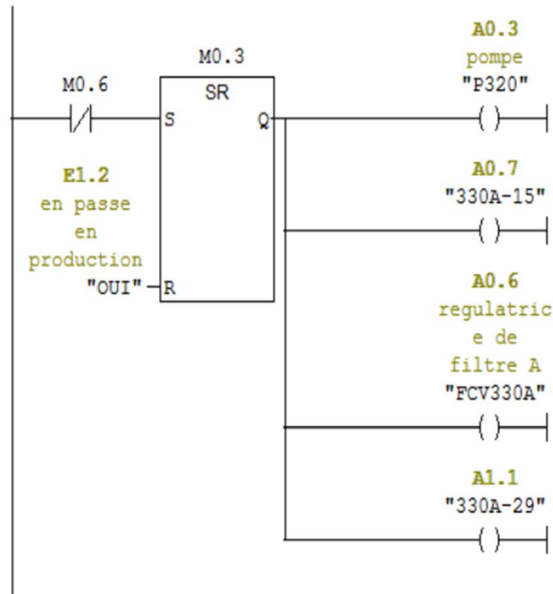 M0.6
M0.3
SR
S
Q
E1.2
en passe
en
production
"OUI"
R
A0.3
pompe
"P320"
A0.7
"330A-15"
A0.6
regulatric
e de
filtre A
"FCV330A"
A1.1
"330A-29"